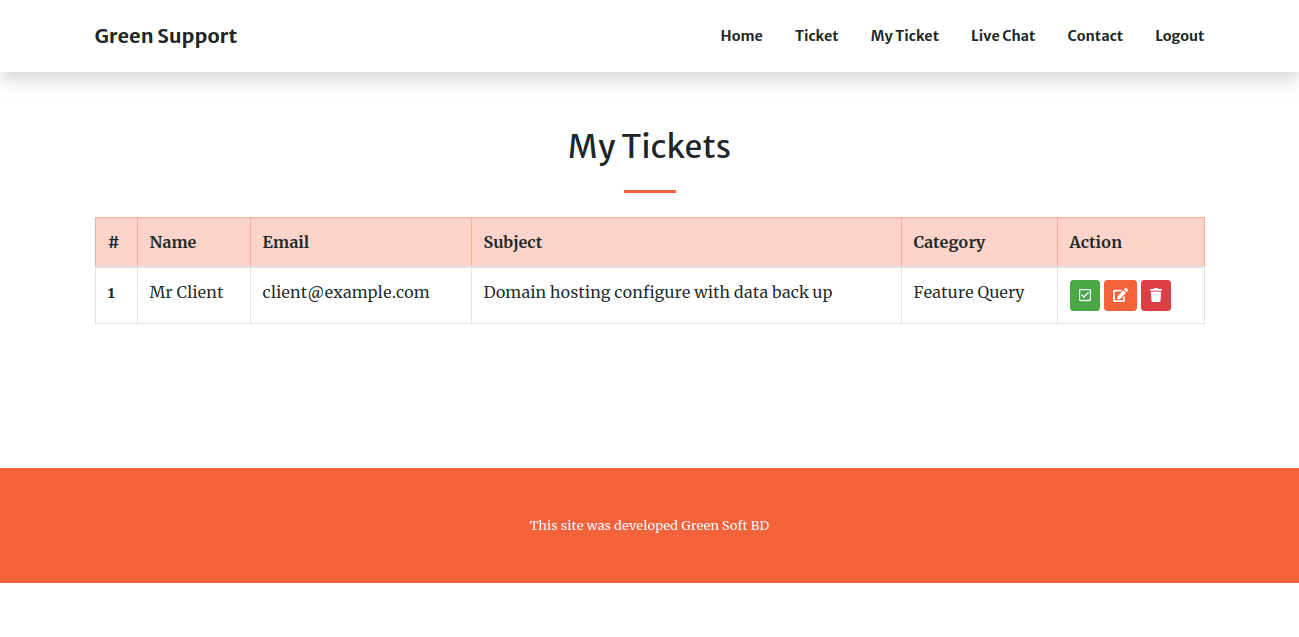 Green Support Home Ticket My Ticket Live Chat Contact Logout
My Tickets
# Name Email Subject Category Action
1 Mr Client client@example.com Domain hosting configure with data back up Feature Query
This site was developed Green Soft BD